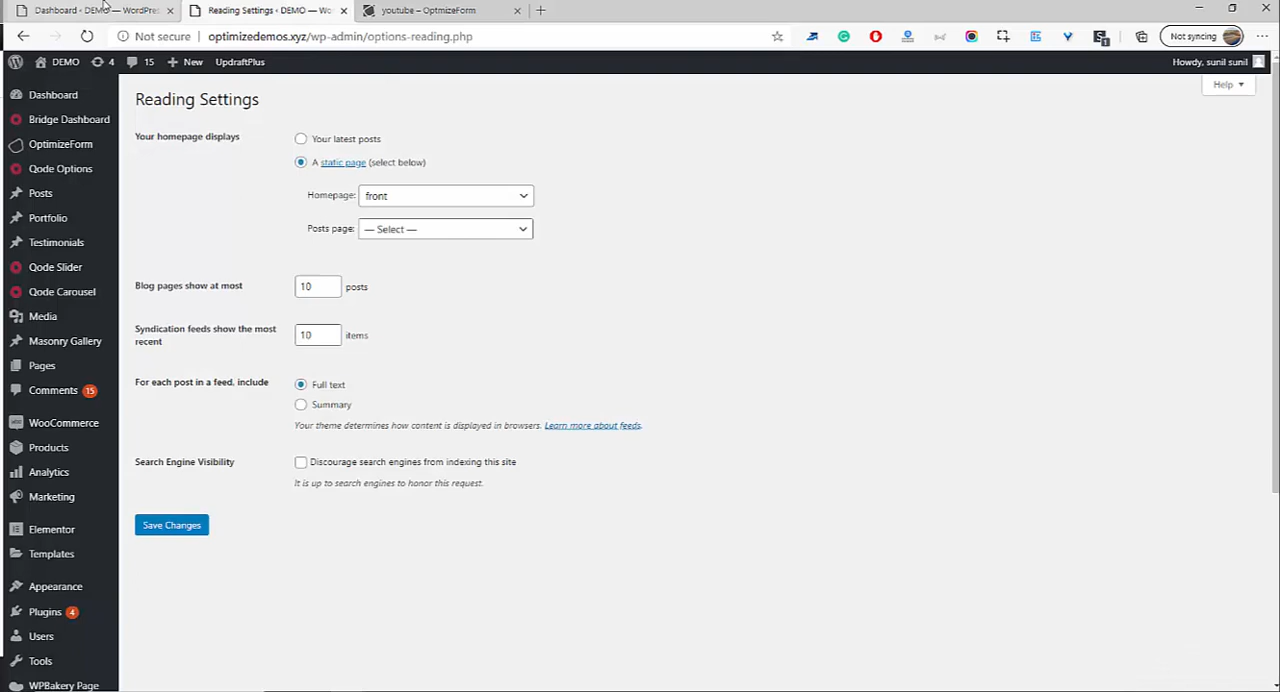 Dashboard ‹ DEMO — WordPres
Reading Settings ‹ DEMO — Wo
youtube – OptmizeForm
Not secure
optimizedemos.xyz/wp-admin/options-reading.php
Not syncing
DEMO
6
15
New
UpdraftPlus
Howdy, sunil sunil
Help
Dashboard
Bridge Dashboard
OptimizeForm
Qode Options
Posts
Portfolio
Testimonials
Qode Slider
Qode Carousel
Media
Masonry Gallery
Pages
Comments 15
WooCommerce
Products
Analytics
Marketing
Elementor
Templates
Appearance
Plugins 4
Users
Tools
WPBakery Page
Reading Settings
Your homepage displays
Your latest posts
A static page (select below)
Homepage: front
Posts page: — Select —
Blog pages show at most
10 posts
Syndication feeds show the most recent
10 items
For each post in a feed, include
Full text
Summary
Your theme determines how content is displayed in browsers. Learn more about feeds.
Search Engine Visibility
Discourage search engines from indexing this site
It is up to search engines to honor this request.
Save Changes